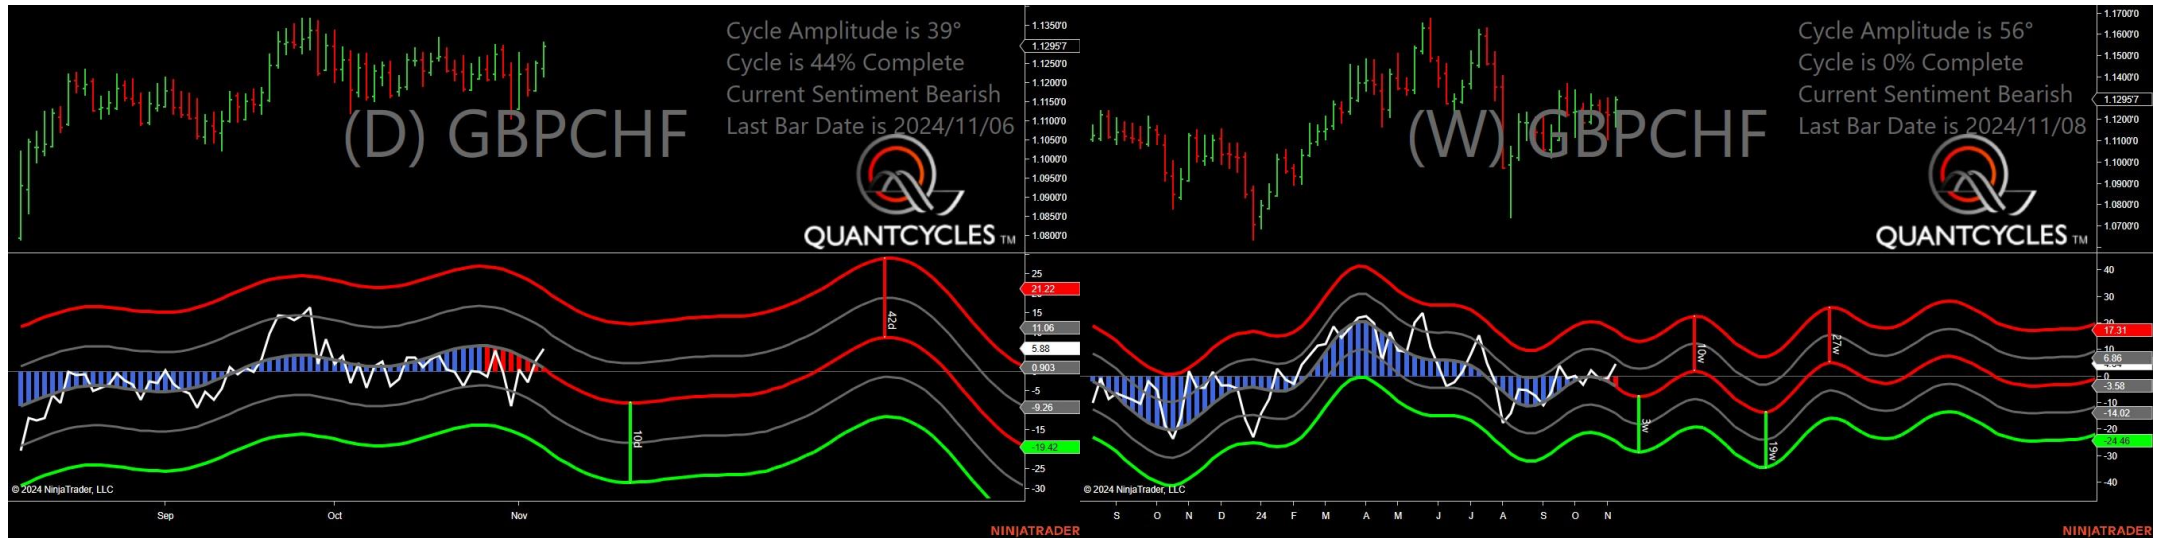 Cycle Amplitude is 39°
Cycle is 44% Complete
Current Sentiment Bearish
Last Bar Date is 2024/11/06
(D) GBPCHF
QUANTCYCLES TM
1.1350'0
1.1295'7
1.1250'0
1.1200'0
1.1150'0
1.1050'0
1.1000'0
1.0950'0
1.0900'0
1.0850'0
1.0800'0
25
21.22
15
11.06
5.88
0.903
-5
-9.26
-15
-19.42
-25
-30
42d
10d
© 2024 NinjaTrader, LLC
Sep Oct Nov
NINJATRADER
Cycle Amplitude is 56°
Cycle is 0% Complete
Current Sentiment Bearish
Last Bar Date is 2024/11/08
(W) GBPCHF
QUANTCYCLES TM
1.1700'0
1.1600'0
1.1500'0
1.1400'0
1.1295'7
1.1200'0
1.1100'0
1.1000'0
1.0900'0
1.0800'0
1.0700'0
40
30
20
17.31
10
6.86
0
-3.58
-10
-14.02
-20
-24.46
-30
-40
10w
27w
3w
19w
© 2024 NinjaTrader, LLC
S O N D 24 F M A M J J A S O N
NINJATRADER